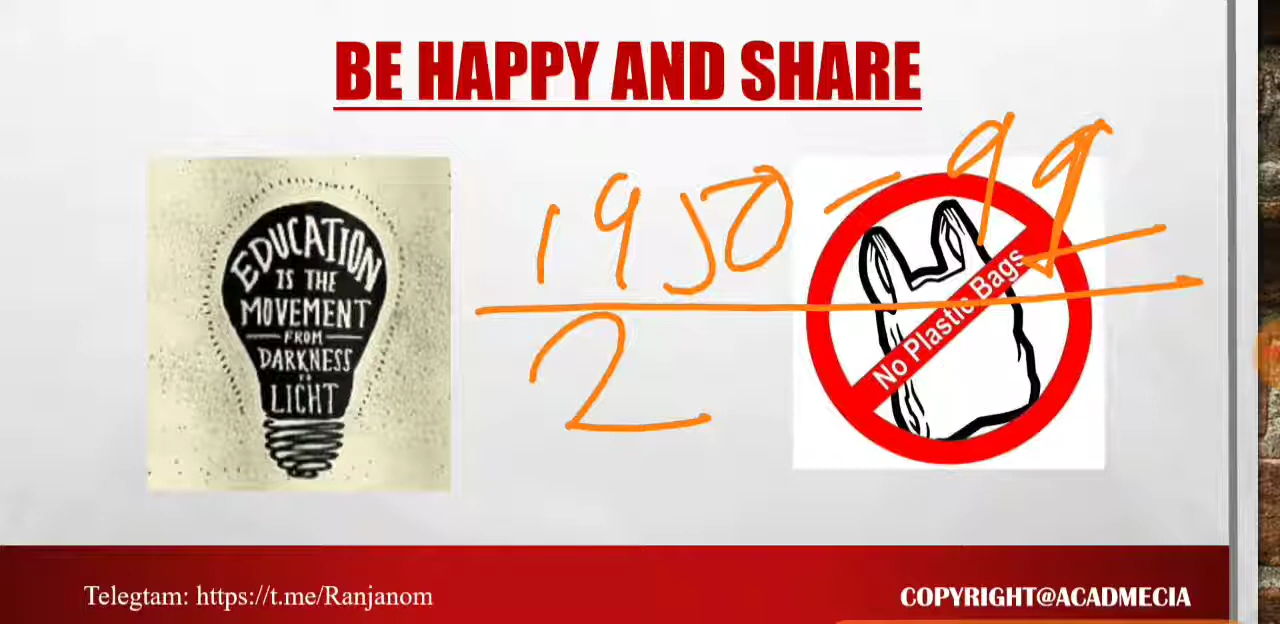 BE HAPPY AND SHARE
EDUCATION
IS THE
MOVEMENT
FROM
DARKNESS
TO
LIGHT
1950 -
2
No Plastic Bags
Telegtam: https://t.me/Ranjanom
COPYRIGHT@ACADMECIA